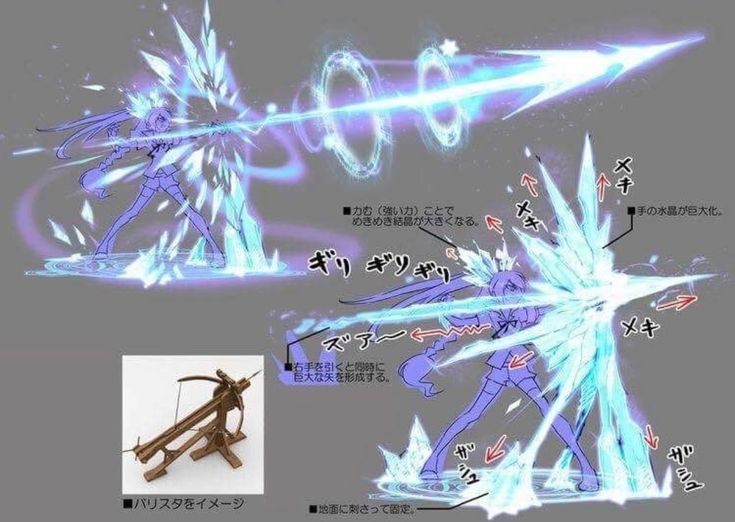 ■力む(強い力)ことで
めきめき結晶が大きくなる。
メキ
メキ
■手の水晶が巨大化。
ギリ ギリ ギリ
ズアー
メキ
■右手を引くと同時に
巨大な矢を形成する。
ザシュ
ザシュ
■バリスタをイメージ
■地面に刺さって固定。